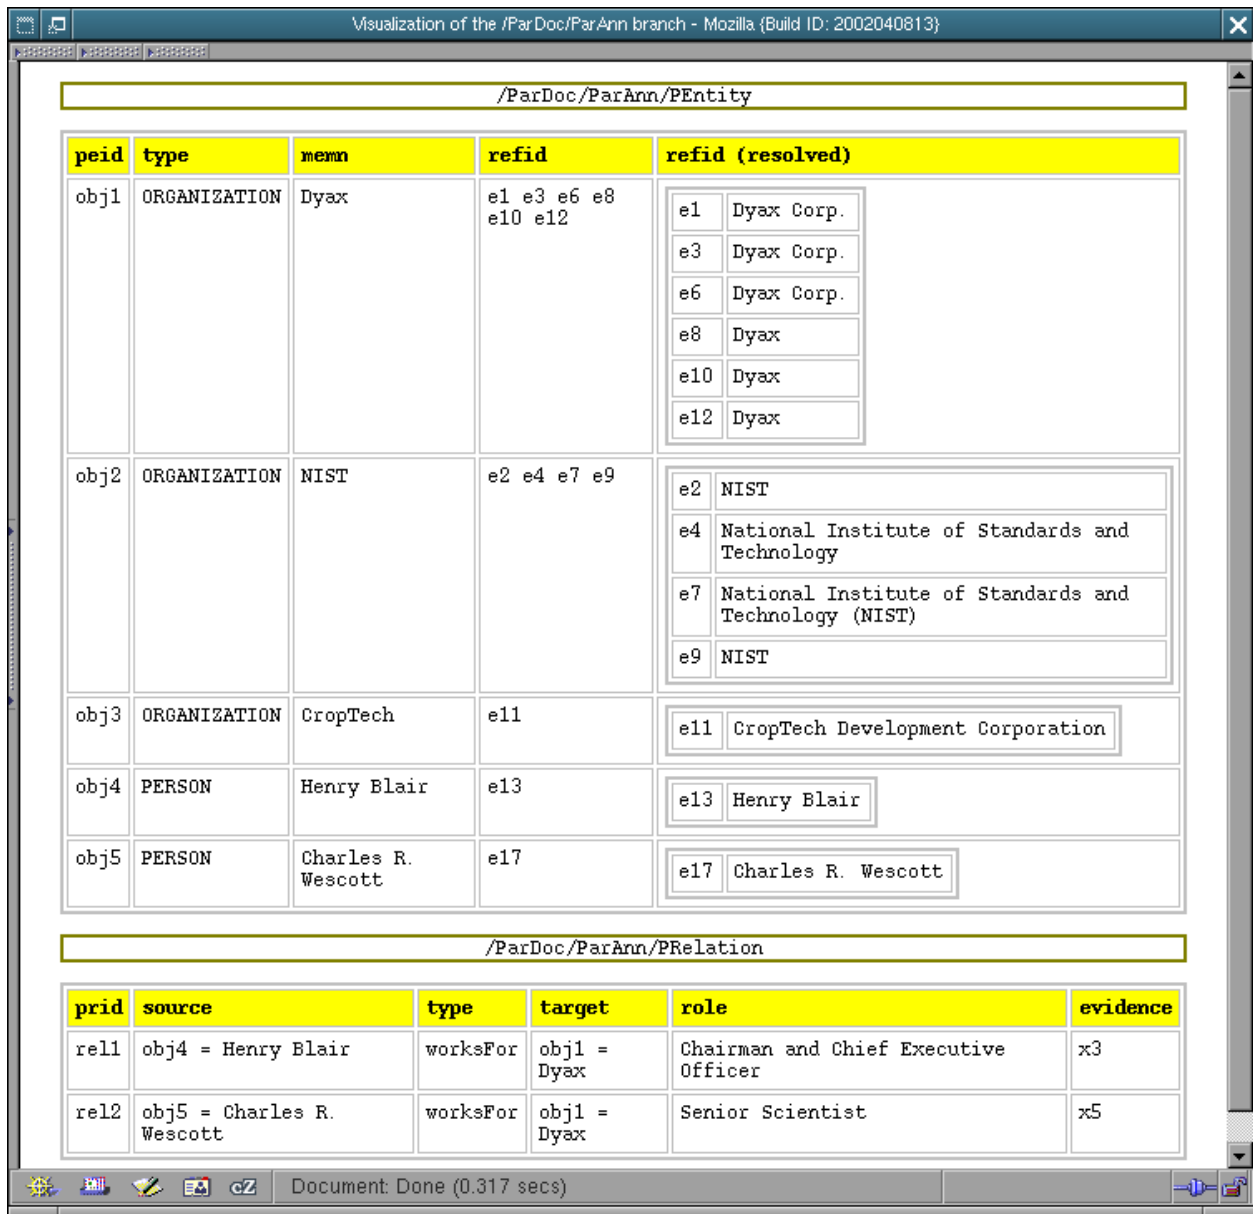 Visualization of the /ParDoc/ParAnn branch - Mozilla {Build ID: 2002040813}
/ParDoc/ParAnn/PEntity
peid type memn refid refid (resolved)
obj1 ORGANIZATION Dyax e1 e3 e6 e8
e10 e12
e1 Dyax Corp.
e3 Dyax Corp.
e6 Dyax Corp.
e8 Dyax
e10 Dyax
e12 Dyax
obj2 ORGANIZATION NIST e2 e4 e7 e9
e2 NIST
e4 National Institute of Standards and
Technology
e7 National Institute of Standards and
Technology (NIST)
e9 NIST
obj3 ORGANIZATION CropTech e11
e11 CropTech Development Corporation
obj4 PERSON Henry Blair e13
e13 Henry Blair
obj5 PERSON Charles R.
Wescott
e17
e17 Charles R. Wescott
/ParDoc/ParAnn/PRelation
prid source type target role evidence
rel1 obj4 = Henry Blair worksFor obj1 =
Dyax
Chairman and Chief Executive
Officer
x3
rel2 obj5 = Charles R.
Wescott
worksFor obj1 =
Dyax
Senior Scientist x5
cZ Document: Done (0.317 secs)